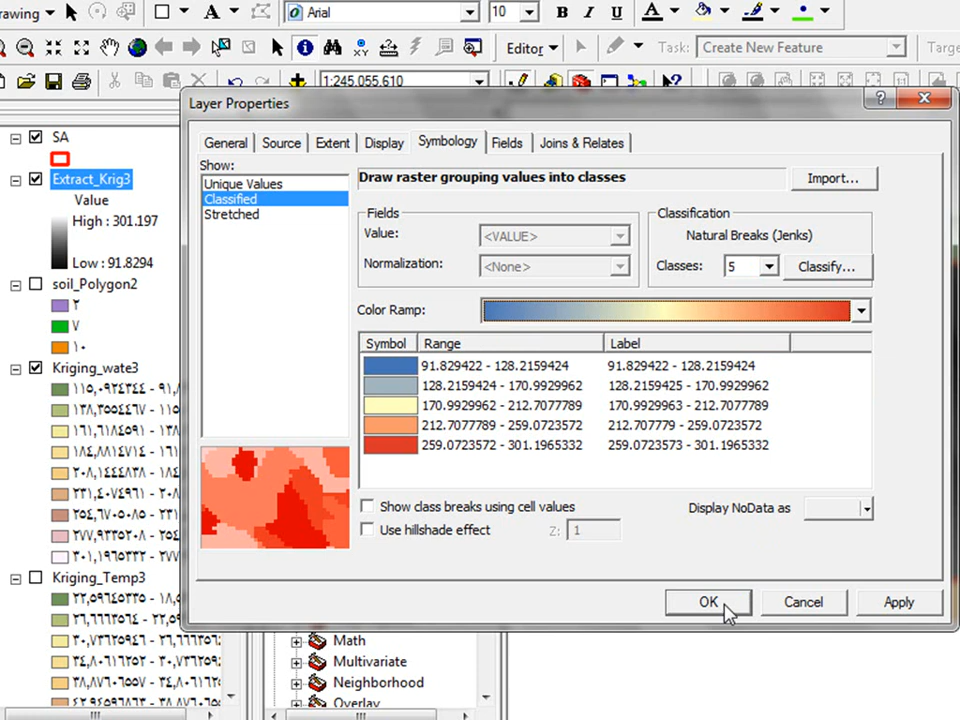 rawing
Arial
10
B I U A
Editor
Task: Create New Feature
Targe
1:245,055,610
Layer Properties
General
Source
Extent
Display
Symbology
Fields
Joins & Relates
Show:
Unique Values
Classified
Stretched
Draw raster grouping values into classes
Import...
Fields
Value: <VALUE>
Normalization: <None>
Classification
Natural Breaks (Jenks)
Classes: 5
Classify...
Color Ramp:
Symbol Range Label
91.829422 - 128.2159424 91.829422 - 128.2159424
128.2159424 - 170.9929962 128.2159425 - 170.9929962
170.9929962 - 212.7077789 170.9929963 - 212.7077789
212.7077789 - 259.0723572 212.707779 - 259.0723572
259.0723572 - 301.1965332 259.0723573 - 301.1965332
Show class breaks using cell values
Display NoData as
Use hillshade effect
Z: 1
OK
Cancel
Apply
SA
Extract_Krig3
Value
High : 301.197
Low : 91.8294
soil_Polygon2
٢
٧
١٠
Kriging_wate3
Kriging_Temp3
Math
Multivariate
Neighborhood
Overlay